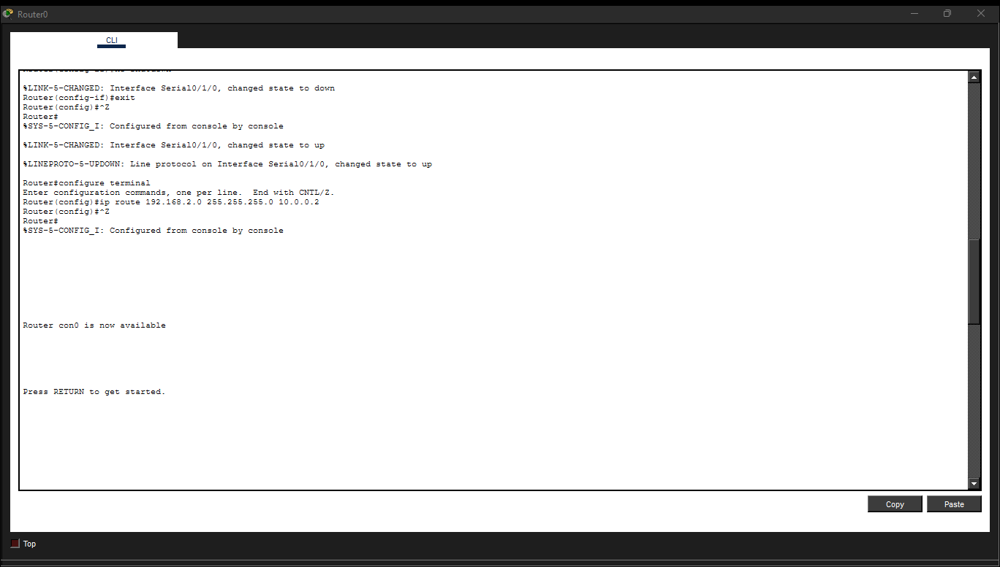 Router0
CLI
%LINK-5-CHANGED: Interface Serial0/1/0, changed state to down
Router(config-if)#exit
Router(config)#^Z
Router#
%SYS-5-CONFIG_I: Configured from console by console
%LINK-5-CHANGED: Interface Serial0/1/0, changed state to up
%LINEPROTO-5-UPDOWN: Line protocol on Interface Serial0/1/0, changed state to up
Router#configure terminal
Enter configuration commands, one per line.  End with CNTL/Z.
Router(config)#ip route 192.168.2.0 255.255.255.0 10.0.0.2
Router(config)#^Z
Router#
%SYS-5-CONFIG_I: Configured from console by console
Router con0 is now available
Press RETURN to get started.
Copy
Paste
Top